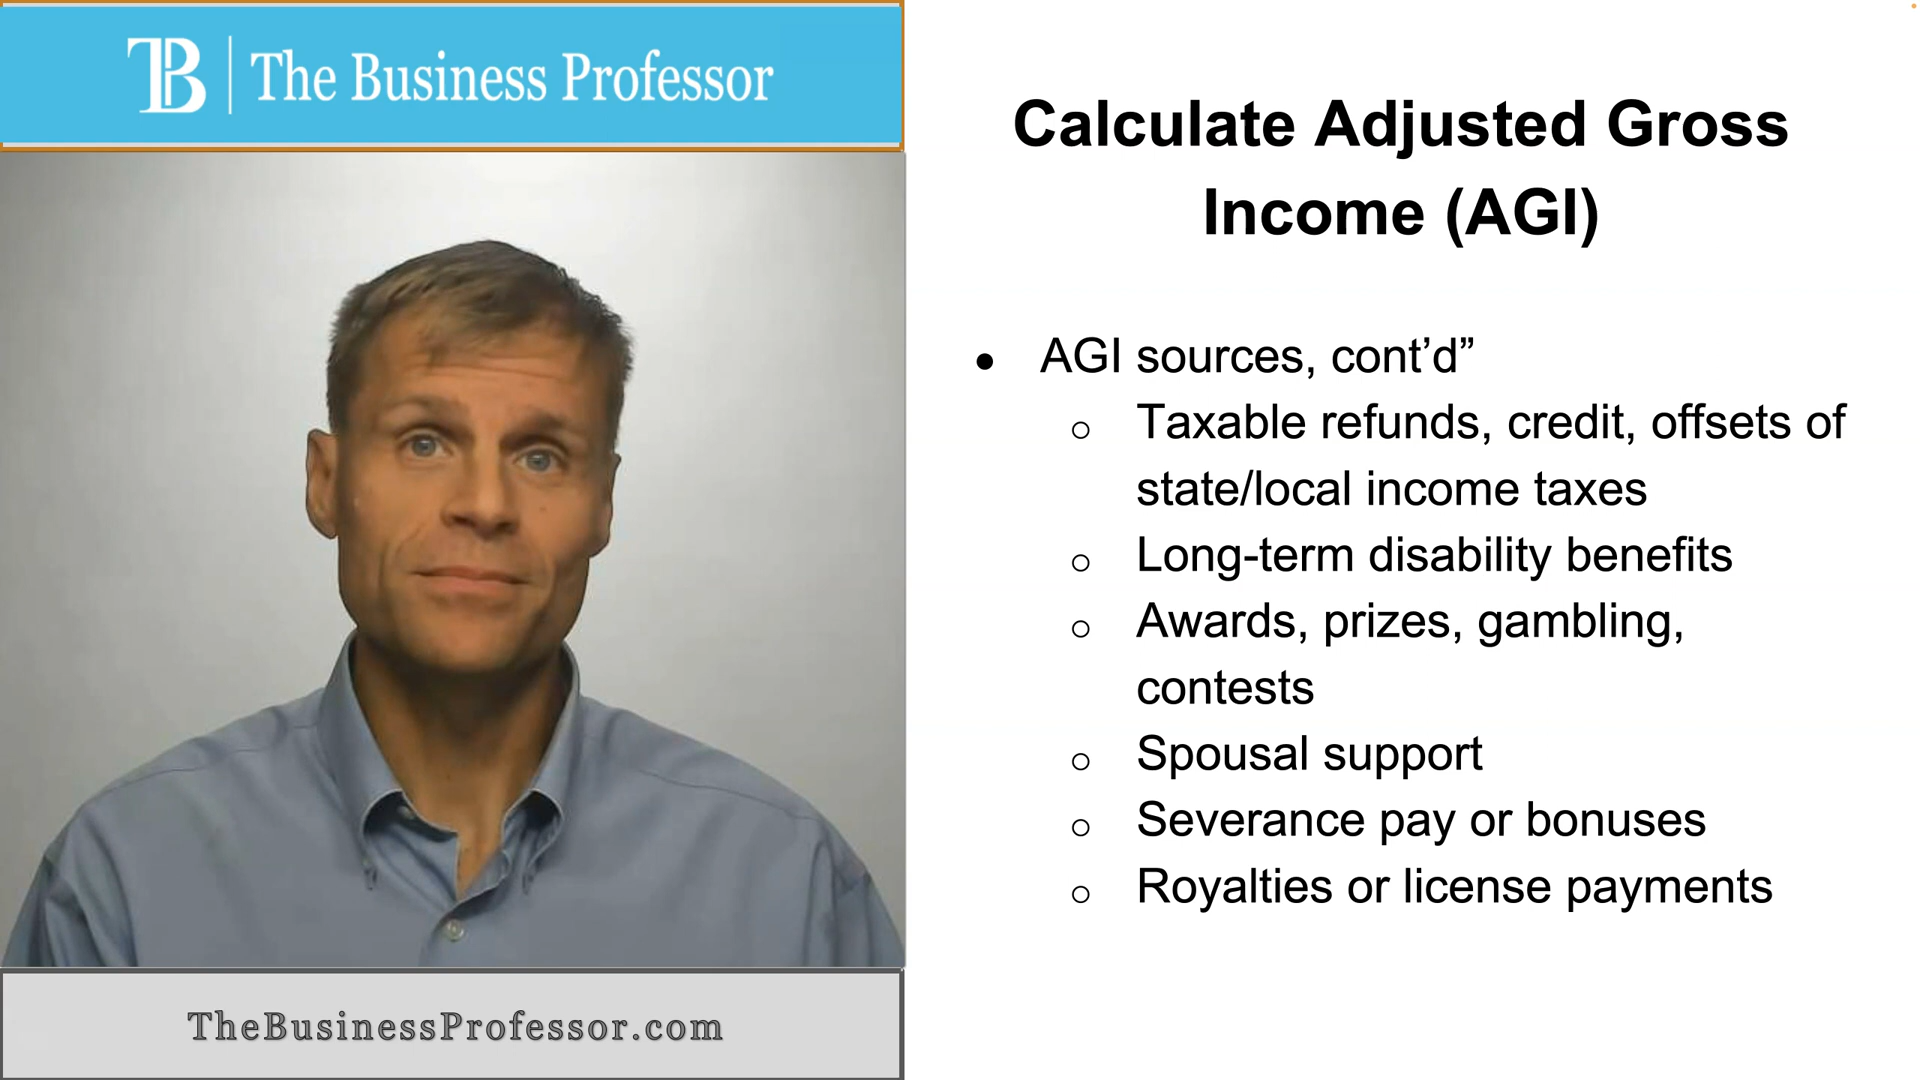 TB The Business Professor
Calculate Adjusted Gross
Income (AGI)
● AGI sources, cont’d”
○ Taxable refunds, credit, offsets of
state/local income taxes
○ Long-term disability benefits
○ Awards, prizes, gambling,
contests
○ Spousal support
○ Severance pay or bonuses
○ Royalties or license payments
TheBusinessProfessor.com